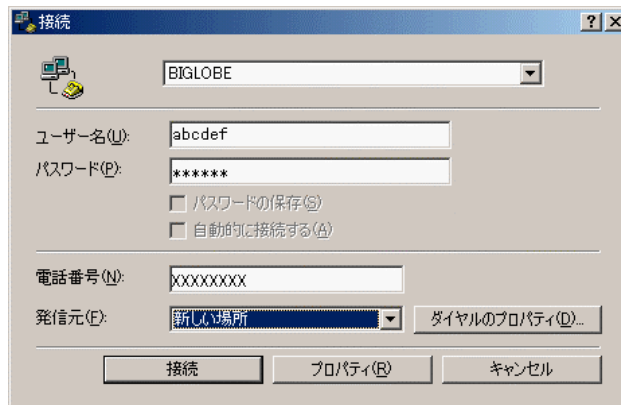 接続
BIGLOBE
ユーザー名(U): abcdef
パスワード(P): ******
パスワードの保存(S)
自動的に接続する(A)
電話番号(N): XXXXXXXX
発信元(F): 新しい場所 ダイヤルのプロパティ(D)...
接続 プロパティ(R) キャンセル